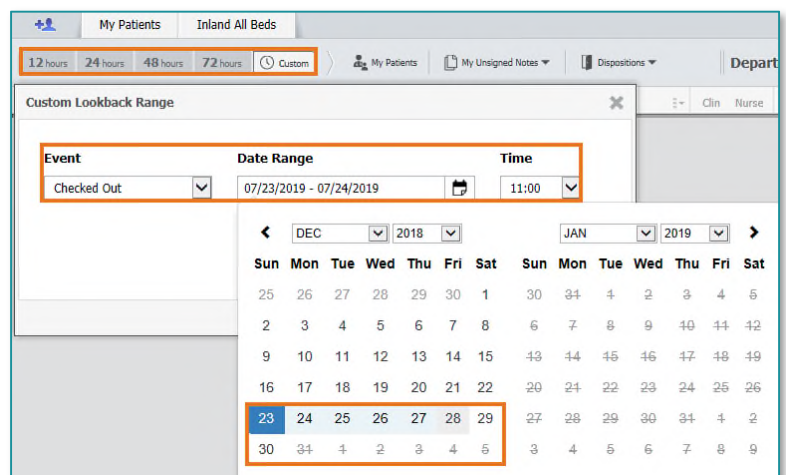 My Patients Inland All Beds
12 hours 24 hours 48 hours 72 hours Custom My Patients My Unsigned Notes Dispositions Depart
Custom Lookback Range Clin Nurse
Event Date Range Time
Checked Out 07/23/2019 - 07/24/2019 11:00
DEC 2018 JAN 2019
Sun Mon Tue Wed Thu Fri Sat Sun Mon Tue Wed Thu Fri Sat
25 26 27 28 29 30 1 30 31 1 2 3 4 5
2 3 4 5 6 7 8 6 7 8 9 10 11 12
9 10 11 12 13 14 15 13 14 15 16 17 18 19
16 17 18 19 20 21 22 20 21 22 23 24 25 26
23 24 25 26 27 28 29 27 28 29 30 31 1 2
30 31 1 2 3 4 5 3 4 5 6 7 8 9